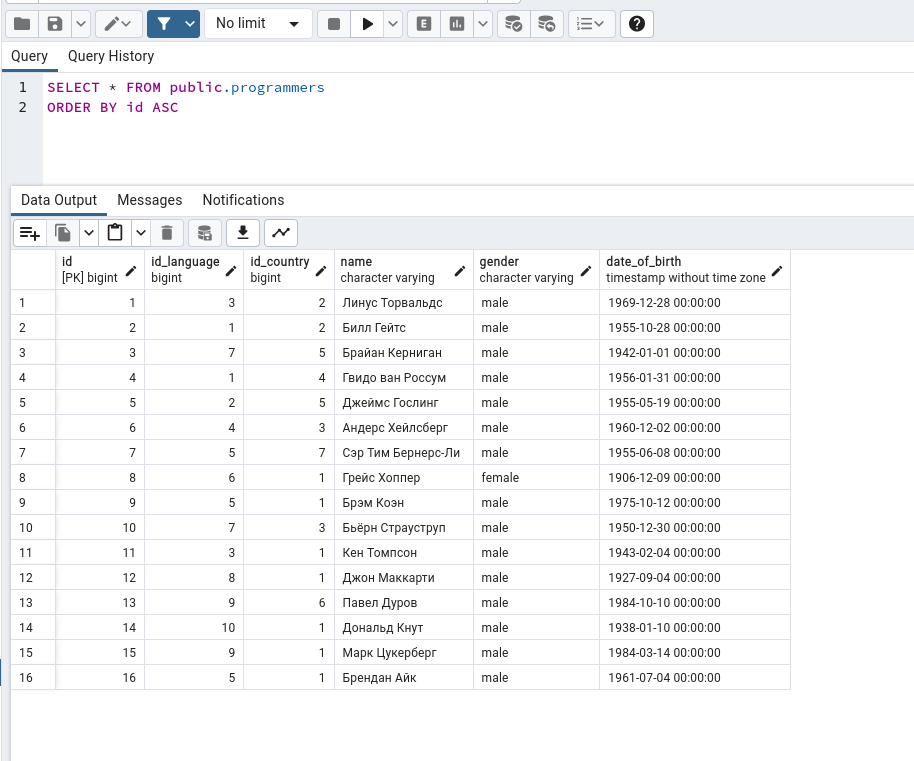 No limit
Query Query History
1 SELECT * FROM public.programmers
2 ORDER BY id ASC
Data Output Messages Notifications
id id_language id_country name gender date_of_birth
[PK] bigint bigint bigint character varying character varying timestamp without time zone
1 1 3 2 Линус Торвальдс male 1969-12-28 00:00:00
2 2 1 2 Билл Гейтс male 1955-10-28 00:00:00
3 3 7 5 Брайан Керниган male 1942-01-01 00:00:00
4 4 1 4 Гвидо ван Россум male 1956-01-31 00:00:00
5 5 2 5 Джеймс Гослинг male 1955-05-19 00:00:00
6 6 4 3 Андерс Хейлсберг male 1960-12-02 00:00:00
7 7 5 7 Сэр Тим Бернерс-Ли male 1955-06-08 00:00:00
8 8 6 1 Грейс Хоппер female 1906-12-09 00:00:00
9 9 5 1 Брэм Коэн male 1975-10-12 00:00:00
10 10 7 3 Бьёрн Страуструп male 1950-12-30 00:00:00
11 11 3 1 Кен Томпсон male 1943-02-04 00:00:00
12 12 8 1 Джон Маккарти male 1927-09-04 00:00:00
13 13 9 6 Павел Дуров male 1984-10-10 00:00:00
14 14 10 1 Дональд Кнут male 1938-01-10 00:00:00
15 15 9 1 Марк Цукерберг male 1984-03-14 00:00:00
16 16 5 1 Брендан Айк male 1961-07-04 00:00:00